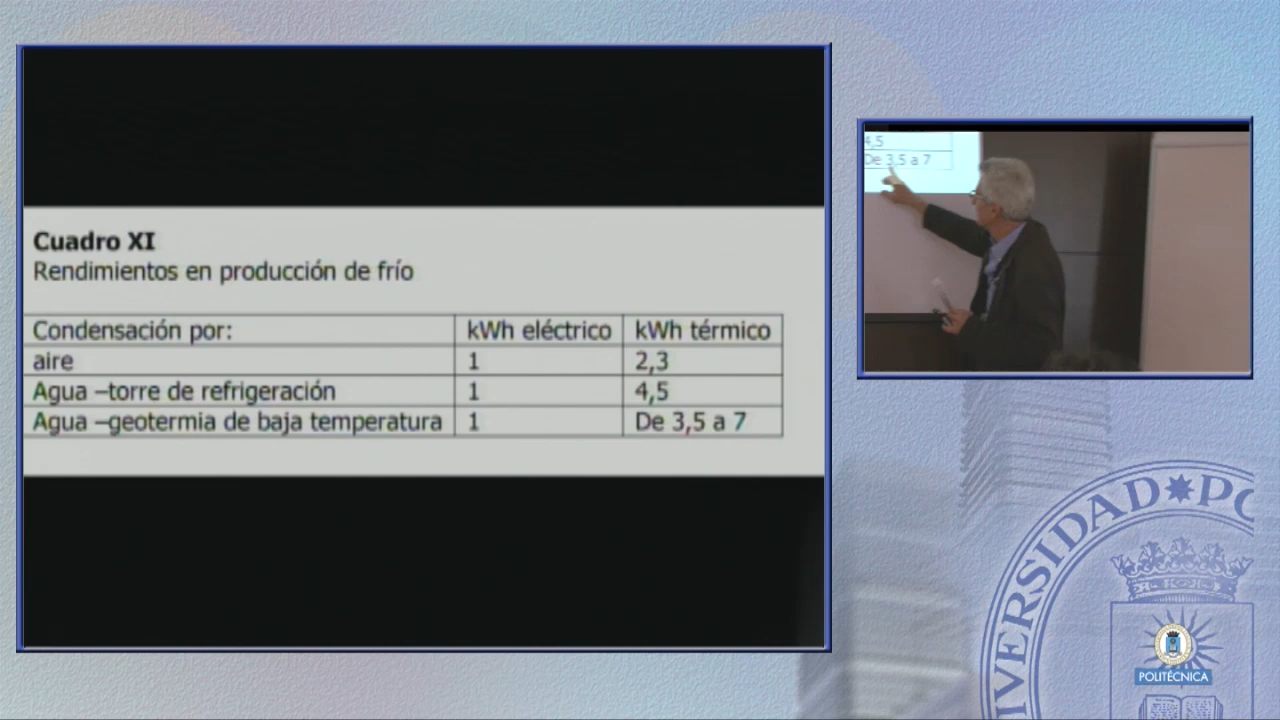 Cuadro XI
Rendimientos en producción de frío
Condensación por: kWh eléctrico kWh térmico
aire 1 2,3
Agua –torre de refrigeración 1 4,5
Agua –geotermia de baja temperatura 1 De 3,5 a 7
4,5
De 3,5 a 7
IVERSIDAD PO
POLITÉCNICA